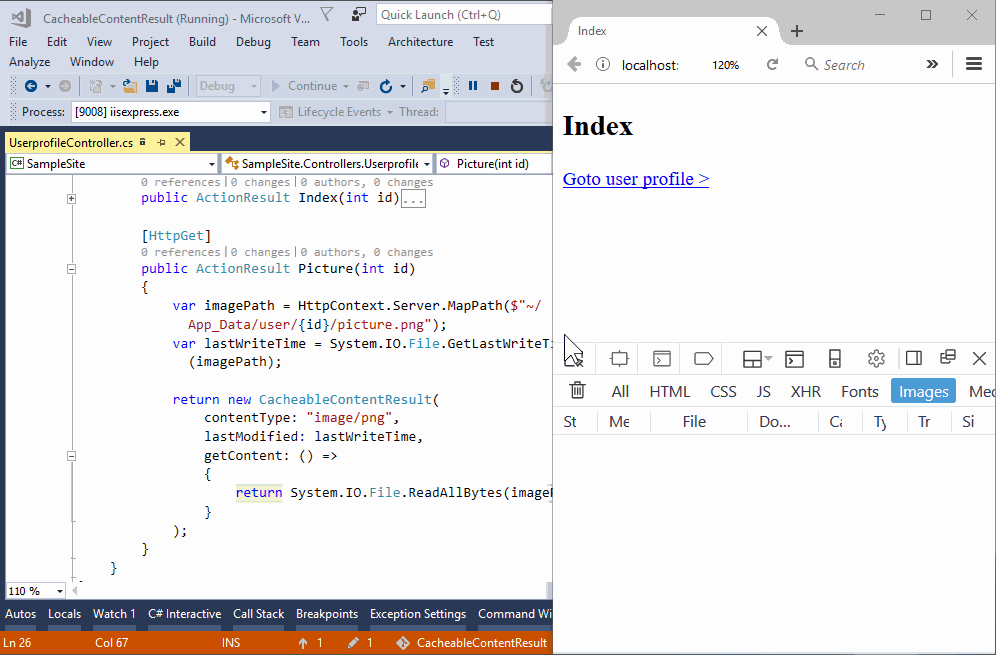 CacheableContentResult (Running) - Microsoft V...
Quick Launch (Ctrl+Q)
File Edit View Project Build Debug Team Tools Architecture Test
Analyze Window Help
Debug Continue
Process: [9008] iisexpress.exe Lifecycle Events Thread:
UserprofileController.cs
C# SampleSite SampleSite.Controllers.Userprofile Picture(int id)
0 references|0 changes|0 authors, 0 changes
public ActionResult Index(int id)...
[HttpGet]
0 references|0 changes|0 authors, 0 changes
public ActionResult Picture(int id)
{
var imagePath = HttpContext.Server.MapPath($"~/
App_Data/user/{id}/picture.png");
var lastWriteTime = System.IO.File.GetLastWriteTi
(imagePath);
return new CacheableContentResult(
contentType: "image/png",
lastModified: lastWriteTime,
getContent: () =>
{
return System.IO.File.ReadAllBytes(imageP
}
);
}
}
110 %
Autos Locals Watch 1 C# Interactive Call Stack Breakpoints Exception Settings Command Wi
Ln 26 Col 67 INS 1 1 CacheableContentResult
Index
localhost: 120% Search
Index
Goto user profile >
All HTML CSS JS XHR Fonts Images Med
St Me File Do... Ca Ty Tr Si